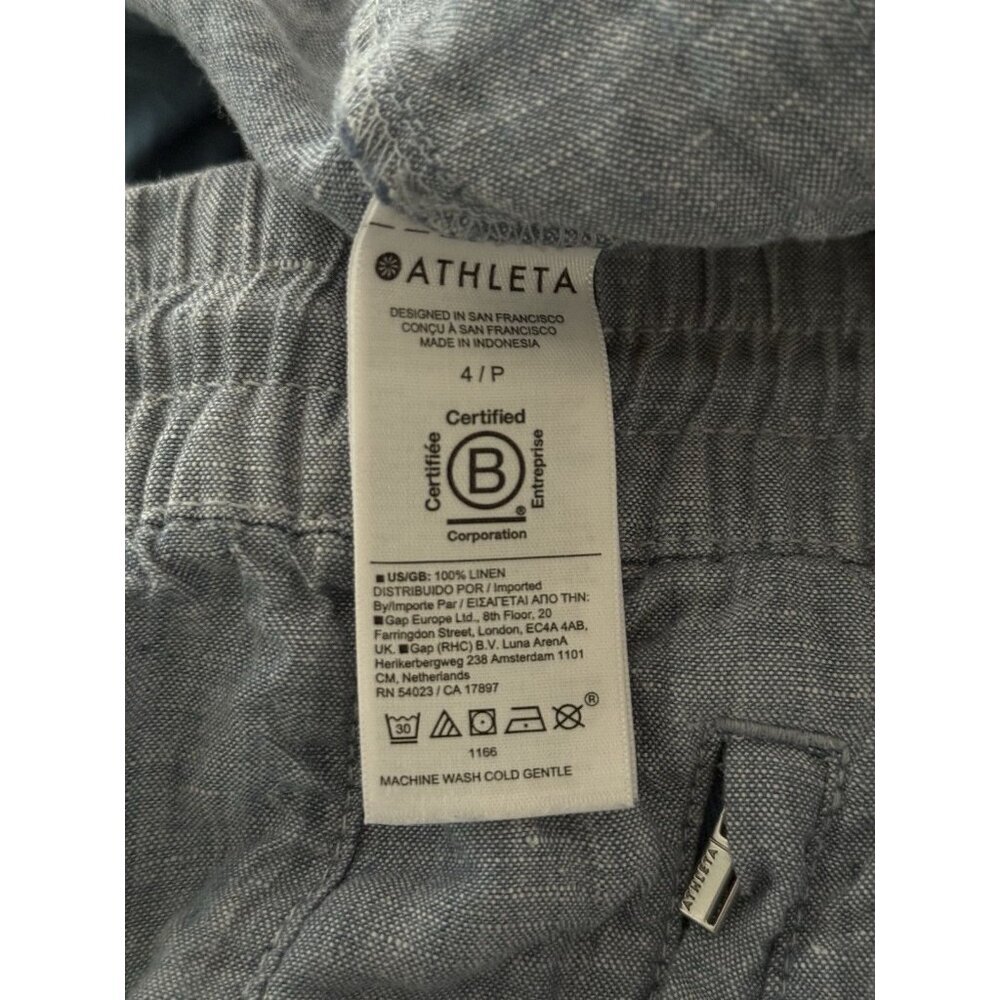 ATHLETA
DESIGNED IN SAN FRANCISCO
CONÇU À SAN FRANCISCO
MADE IN INDONESIA
4 / P
Certified
Certifiée
B
Entreprise
®
Corporation
■ US/GB: 100% LINEN
DISTRIBUIDO POR / Imported
By/Importe Par / ΕΙΣΑΓΕΤΑΙ ΑΠΟ ΤΗΝ:
■ Gap Europe Ltd., 8th Floor, 20
Farringdon Street, London, EC4A 4AB,
UK. ■ Gap (RHC) B.V. Luna ArenA
Herikerbergweg 238 Amsterdam 1101
CM, Netherlands
RN 54023 / CA 17897
30
®
1166
MACHINE WASH COLD GENTLE
ATHLETA